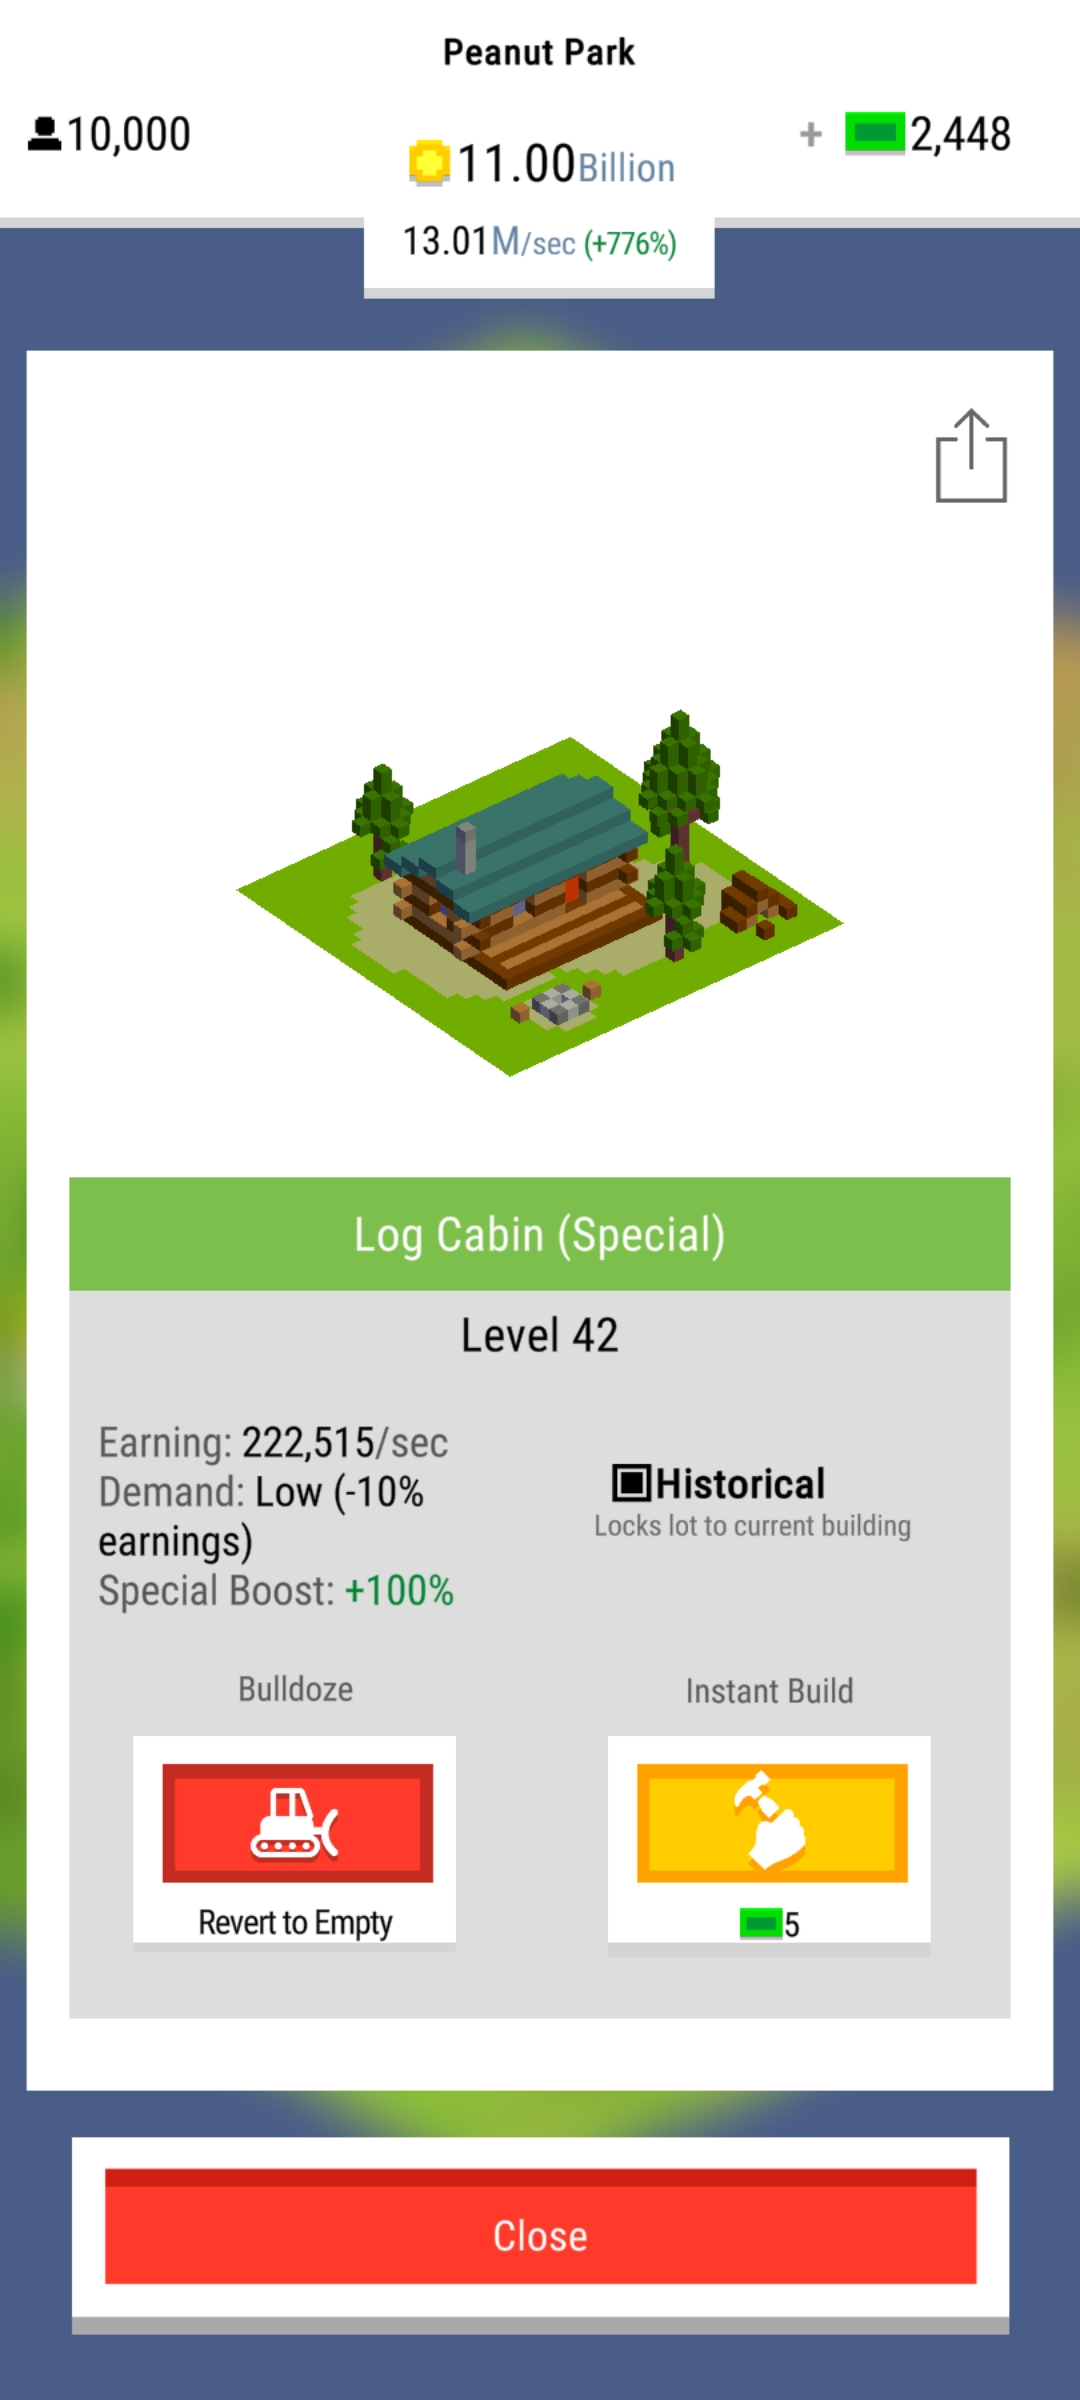 Peanut Park
10,000
11.00Billion
+ 2,448
13.01M/sec (+776%)
Log Cabin (Special)
Level 42
Earning: 222,515/sec
Demand: Low (-10%
earnings)
Special Boost: +100%
Historical
Locks lot to current building
Bulldoze
Instant Build
Revert to Empty
5
Close